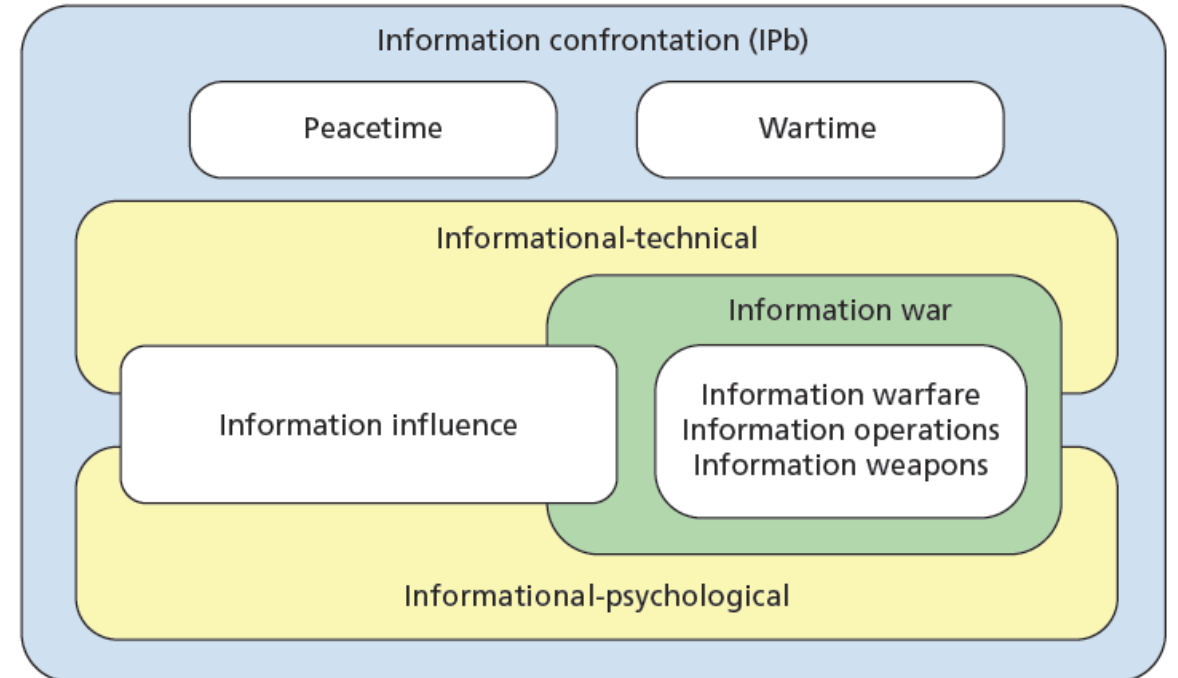 Information confrontation (IPb)
Peacetime
Wartime
Informational-technical
Information war
Information influence
Information warfare
Information operations
Information weapons
Informational-psychological